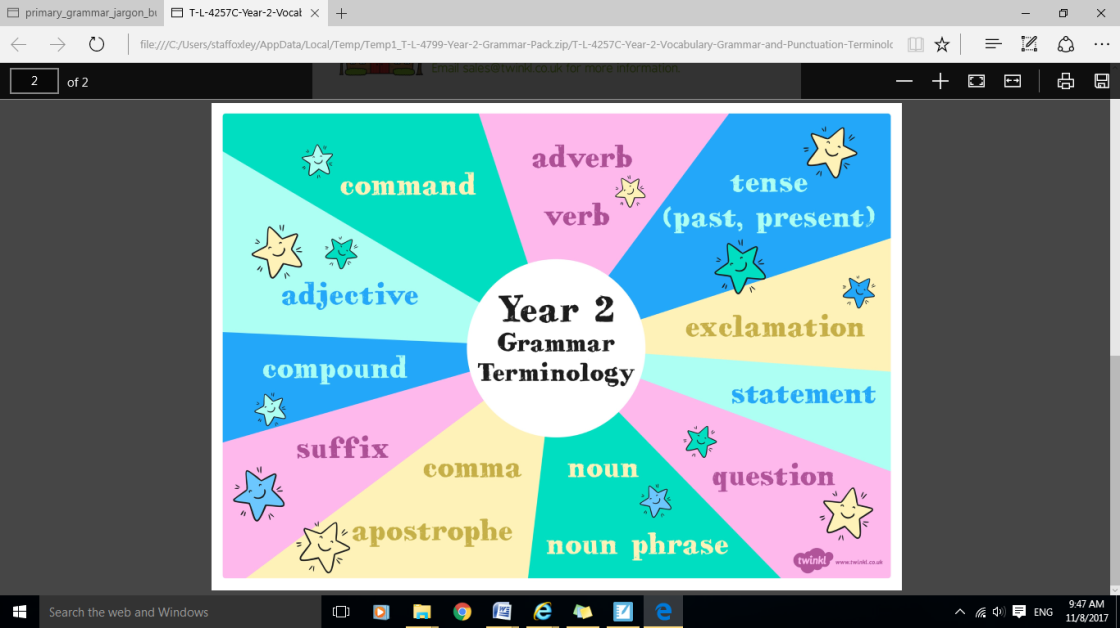 primary_grammar_jargon_bu
T-L-4257C-Year-2-Vocab
file:///C:/Users/staffoxley/AppData/Local/Temp/Temp1_T-L-4799-Year-2-Grammar-Pack.zip/T-L-4257C-Year-2-Vocabulary-Grammar-and-Punctuation-Terminolo
2 of 2
Email sales@twinkl.co.uk for more information.
command
adverb
verb
tense
(past, present)
adjective
exclamation
Year 2
Grammar
Terminology
compound
statement
suffix
comma
apostrophe
noun
noun phrase
question
twinkl www.twinkl.co.uk
Search the web and Windows
ENG
9:47 AM
11/8/2017